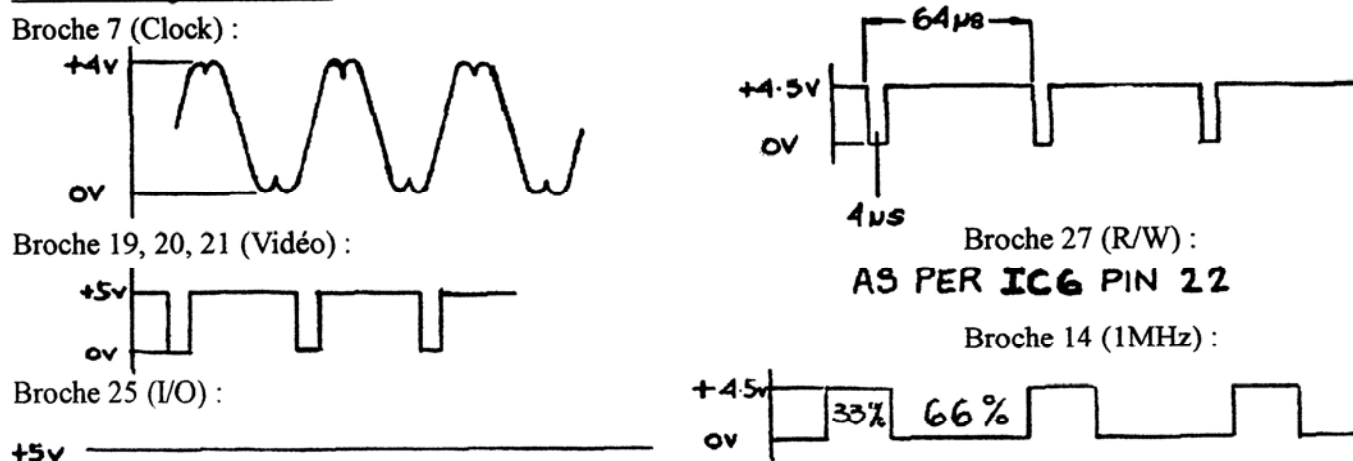 Broche 7 (Clock) :
+4v
0v
Broche 19, 20, 21 (Vidéo) :
+5v
0v
Broche 25 (I/O) :
+5v
64µs
+4.5v
0V
4µs
Broche 27 (R/W) :
AS PER IC6 PIN 22
Broche 14 (1MHz) :
+4.5v
33% 66%
0v